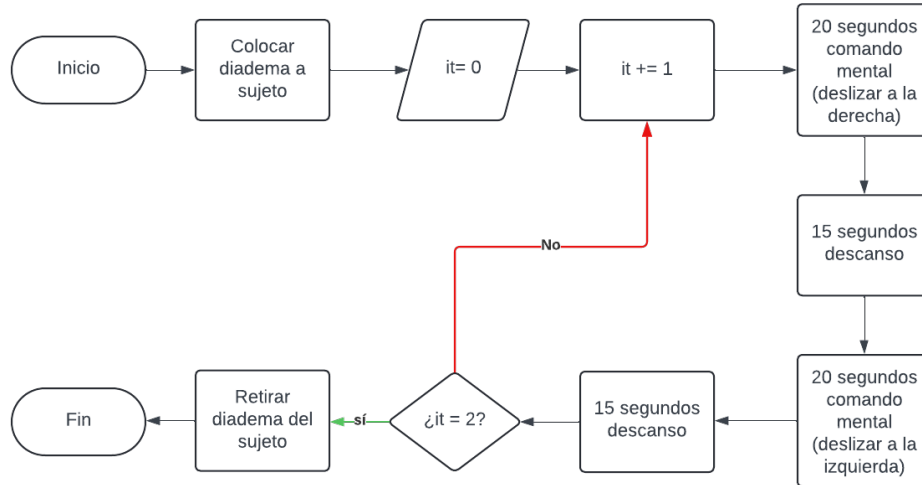 Inicio
Colocar
diadema a
sujeto
it= 0
it += 1
20 segundos
comando
mental
(deslizar a la
derecha)
15 segundos
descanso
20 segundos
comando
mental
(deslizar a la
izquierda)
15 segundos
descanso
¿it = 2?
No
sí
Retirar
diadema del
sujeto
Fin